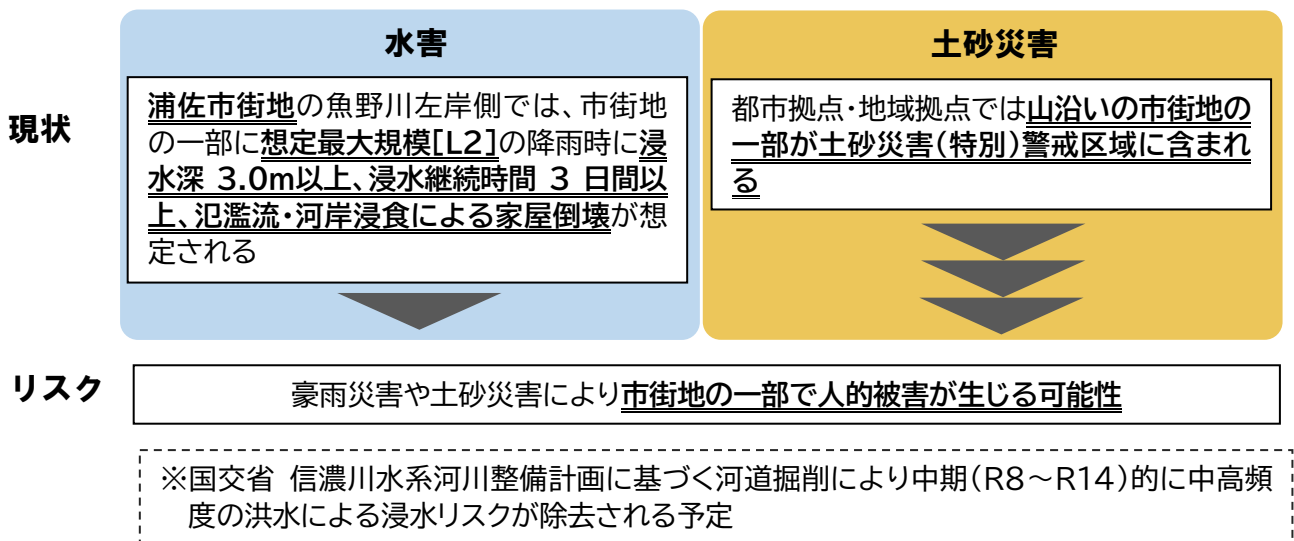 水害
土砂災害
現状
浦佐市街地の魚野川左岸側では、市街地
の一部に想定最大規模[L2]の降雨時に浸
水深 3.0m以上、浸水継続時間 3 日間以
上、氾濫流・河岸浸食による家屋倒壊が想
定される
都市拠点・地域拠点では山沿いの市街地の
一部が土砂災害(特別)警戒区域に含まれ
る
リスク
豪雨災害や土砂災害により市街地の一部で人的被害が生じる可能性
※国交省 信濃川水系河川整備計画に基づく河道掘削により中期(R8～R14)的に中高頻
度の洪水による浸水リスクが除去される予定